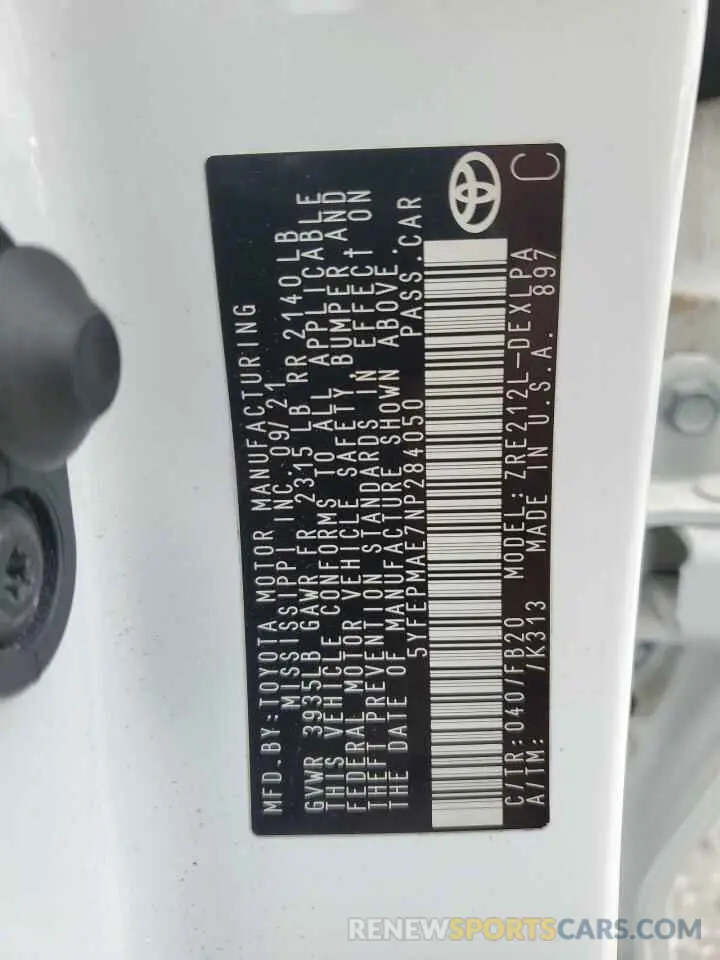 MFD.BY:TOYOTA MOTOR MANUFACTURING
MISSISSIPPI INC. 09/21
GVWR 3935LB GAWR FR 2315 LB RR 2140LB
THIS VEHICLE CONFORMS TO ALL APPLICABLE
FEDERAL MOTOR VEHICLE SAFETY, BUMPER AND
THEFT PREVENTION STANDARDS IN EFFECT ON
THE DATE OF MANUFACTURE SHOWN ABOVE.
5YFEPMAE7NP284050 PASS.CAR
C/TR:040/FB20 MODEL:ZRE212L-DEXLPA
A/TM: /K313 MADE IN U.S.A. 897
C
RENEWSPORTSCARS.COM